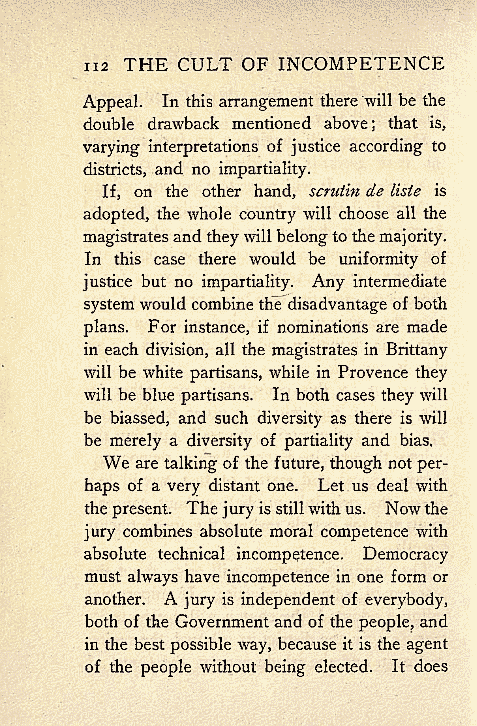 112 THE CULT OF INCOMPETENCE
Appeal. In this arrangement there will be the
double drawback mentioned above; that is,
varying interpretations of justice according to
districts, and no impartiality.
If, on the other hand, scrutin de liste is
adopted, the whole country will choose all the
magistrates and they will belong to the majority.
In this case there would be uniformity of
justice but no impartiality. Any intermediate
system would combine the disadvantage of both
plans. For instance, if nominations are made
in each division, all the magistrates in Brittany
will be white partisans, while in Provence they
will be blue partisans. In both cases they will
be biassed, and such diversity as there is will
be merely a diversity of partiality and bias.
We are talking of the future, though not per-
haps of a very distant one. Let us deal with
the present. The jury is still with us. Now the
jury combines absolute moral competence with
absolute technical incompetence. Democracy
must always have incompetence in one form or
another. A jury is independent of everybody,
both of the Government and of the people, and
in the best possible way, because it is the agent
of the people without being elected. It does